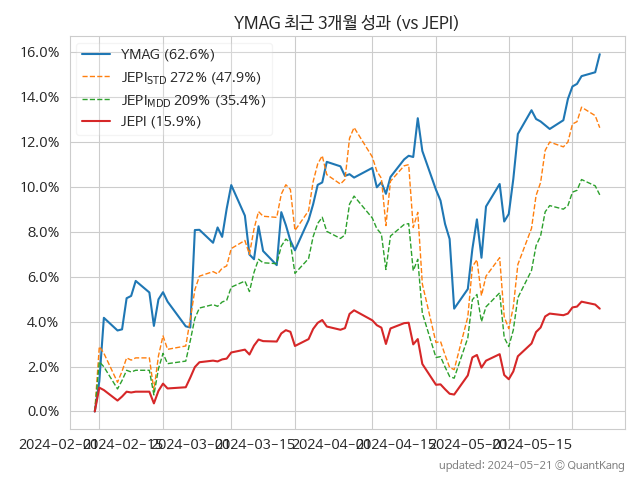 YMAG 최근 3개월 성과 (vs JEPI)
16.0%
14.0%
12.0%
10.0%
8.0%
6.0%
4.0%
2.0%
0.0%
YMAG (62.6%)
JEPI_STD 272% (47.9%)
JEPI_MDD 209% (35.4%)
JEPI (15.9%)
2024-02-01 2024-02-15 2024-03-01 2024-03-15 2024-04-01 2024-04-15 2024-05-01 2024-05-15
updated: 2024-05-21 © QuantKang